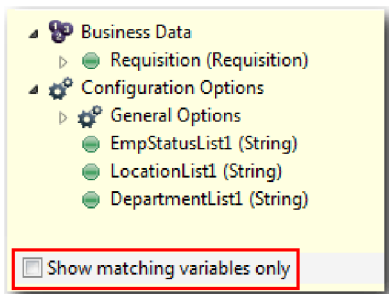 Business Data
Requisition (Requisition)
Configuration Options
General Options
EmpStatusList1 (String)
LocationList1 (String)
DepartmentList1 (String)
Show matching variables only